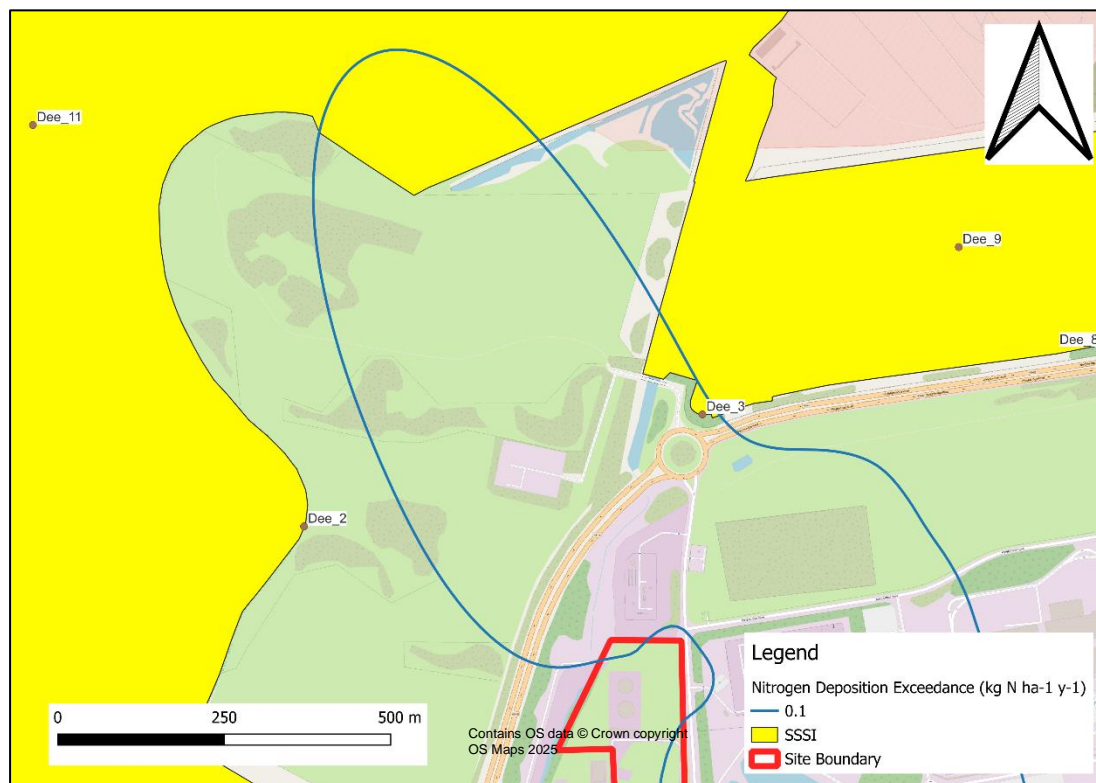 Dee_11
Dee_9
Dee_8
Dee_3
Dee_2
Legend
Nitrogen Deposition Exceedance (kg N ha-1 y-1)
0.1
SSSI
Site Boundary
0 250 500 m
Contains OS data © Crown copyright
OS Maps 2025